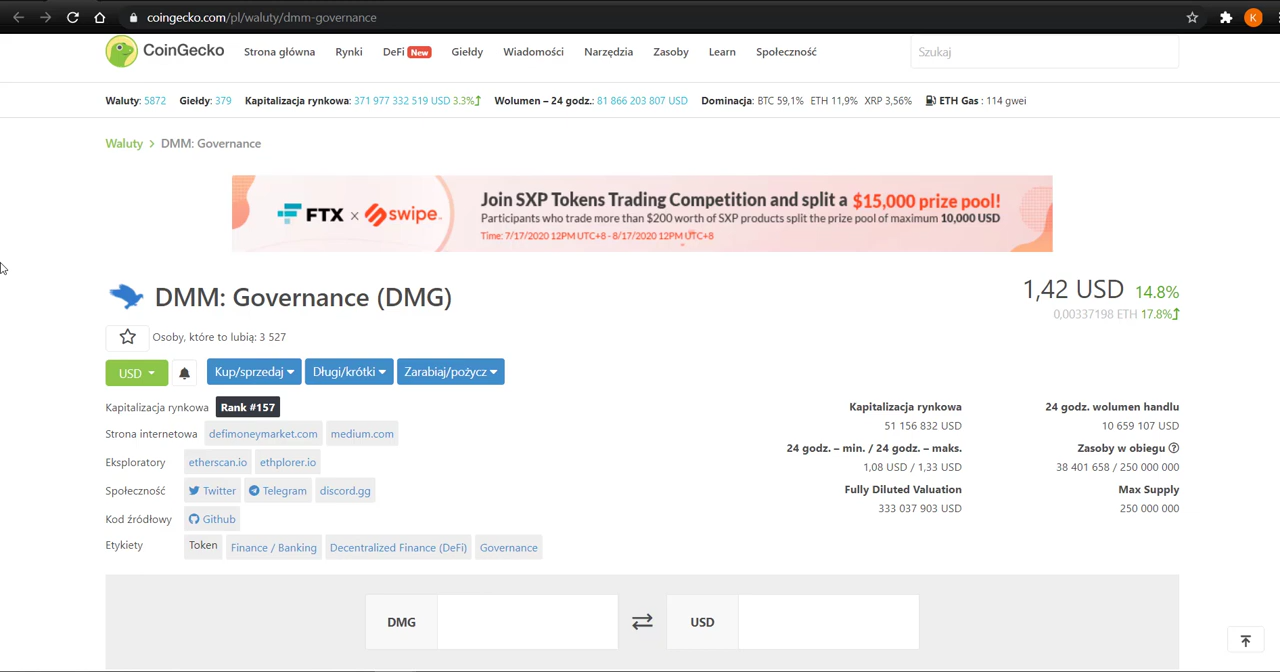 coingecko.com/pl/waluty/dmm-governance
K
CoinGecko Strona główna Rynki DeFi New Giełdy Wiadomości Narzędzia Zasoby Learn Społeczność Szukaj
Waluty: 5872 Giełdy: 379 Kapitalizacja rynkowa: 371 977 332 519 USD 3.3% Wolumen – 24 godz.: 81 866 203 807 USD Dominacja: BTC 59,1% ETH 11,9% XRP 3,56% ETH Gas : 114 gwei
Waluty > DMM: Governance
FTX x swipe
Join SXP Tokens Trading Competition and split a $15,000 prize pool!
Participants who trade more than $200 worth of SXP products split the prize pool of maximum 10,000 USD
Time: 7/17/2020 12PM UTC+8 - 8/17/2020 12PM UTC+8
DMM: Governance (DMG)
1,42 USD 14.8%
0,00337198 ETH 17.8%
Osoby, które to lubią: 3 527
USD Kup/sprzedaj Długi/krótki Zarabiaj/pożycz
Kapitalizacja rynkowa Rank #157
Strona internetowa defimoneymarket.com medium.com
Eksploratory etherscan.io ethplorer.io
Społeczność Twitter Telegram discord.gg
Kod źródłowy Github
Etykiety Token Finance / Banking Decentralized Finance (DeFi) Governance
Kapitalizacja rynkowa 24 godz. wolumen handlu
51 156 832 USD 10 659 107 USD
24 godz. – min. / 24 godz. – maks. Zasoby w obiegu
1,08 USD / 1,33 USD 38 401 658 / 250 000 000
Fully Diluted Valuation Max Supply
333 037 903 USD 250 000 000
DMG USD